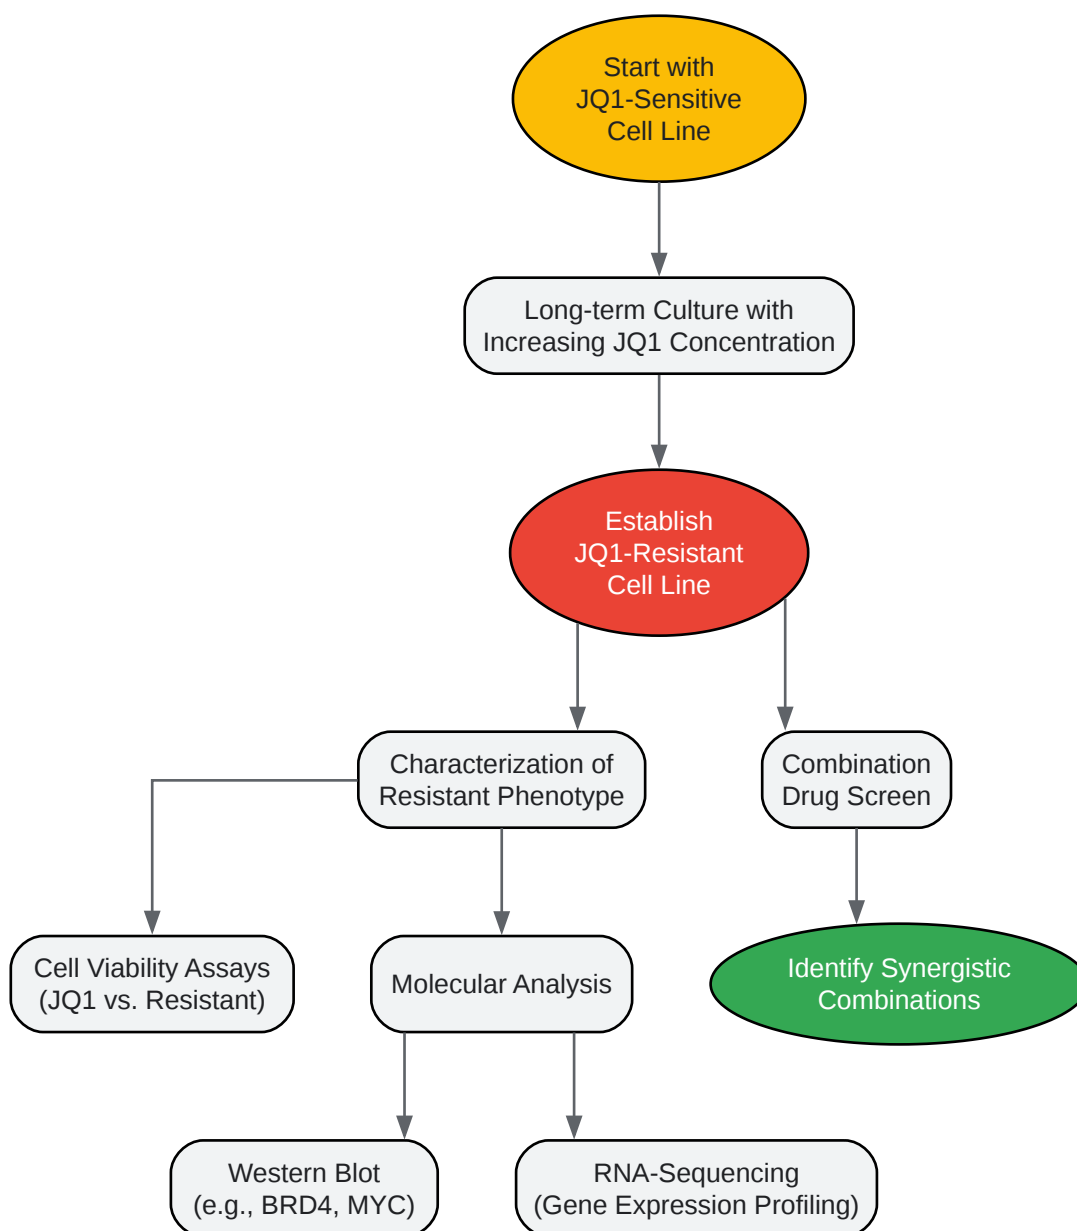 Start with
JQ1-Sensitive
Cell Line
Long-term Culture with
Increasing JQ1 Concentration
Establish
JQ1-Resistant
Cell Line
Characterization of
Resistant Phenotype
Combination
Drug Screen
Cell Viability Assays
(JQ1 vs. Resistant)
Molecular Analysis
Identify Synergistic
Combinations
Western Blot
(e.g., BRD4, MYC)
RNA-Sequencing
(Gene Expression Profiling)